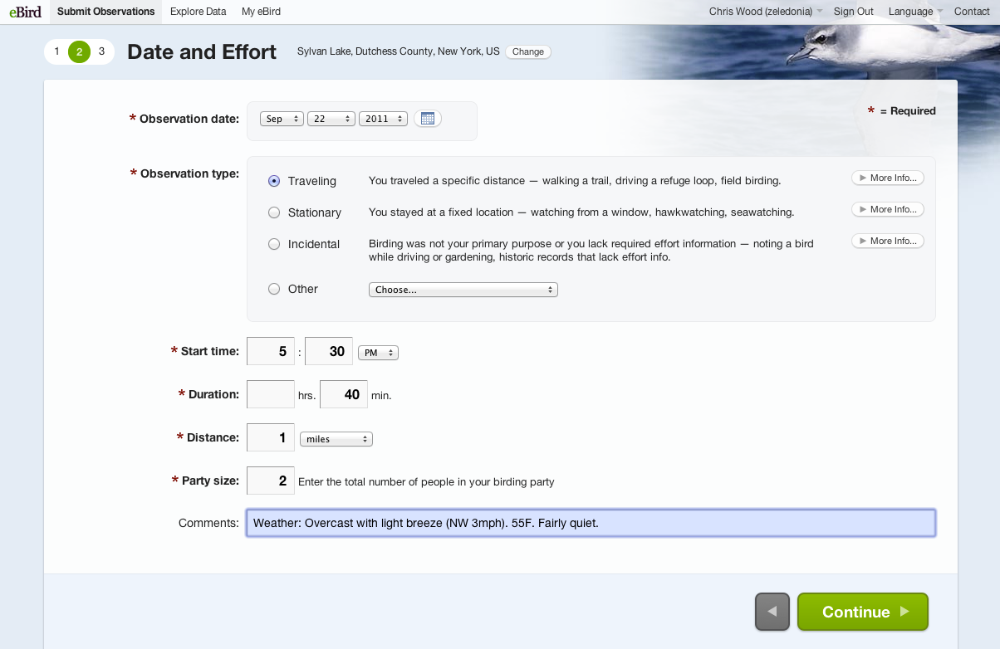 eBird Submit Observations Explore Data My eBird Chris Wood (zeledonia) Sign Out Language Contact
1 2 3 Date and Effort Sylvan Lake, Dutchess County, New York, US Change
* = Required
* Observation date: Sep 22 2011
* Observation type:
Traveling You traveled a specific distance — walking a trail, driving a refuge loop, field birding. More Info...
Stationary You stayed at a fixed location — watching from a window, hawkwatching, seawatching. More Info...
Incidental Birding was not your primary purpose or you lack required effort information — noting a bird More Info...
while driving or gardening, historic records that lack effort info.
Other Choose...
* Start time: 5 : 30 PM
* Duration: hrs. 40 min.
* Distance: 1 miles
* Party size: 2 Enter the total number of people in your birding party
Comments: Weather: Overcast with light breeze (NW 3mph). 55F. Fairly quiet.
Continue